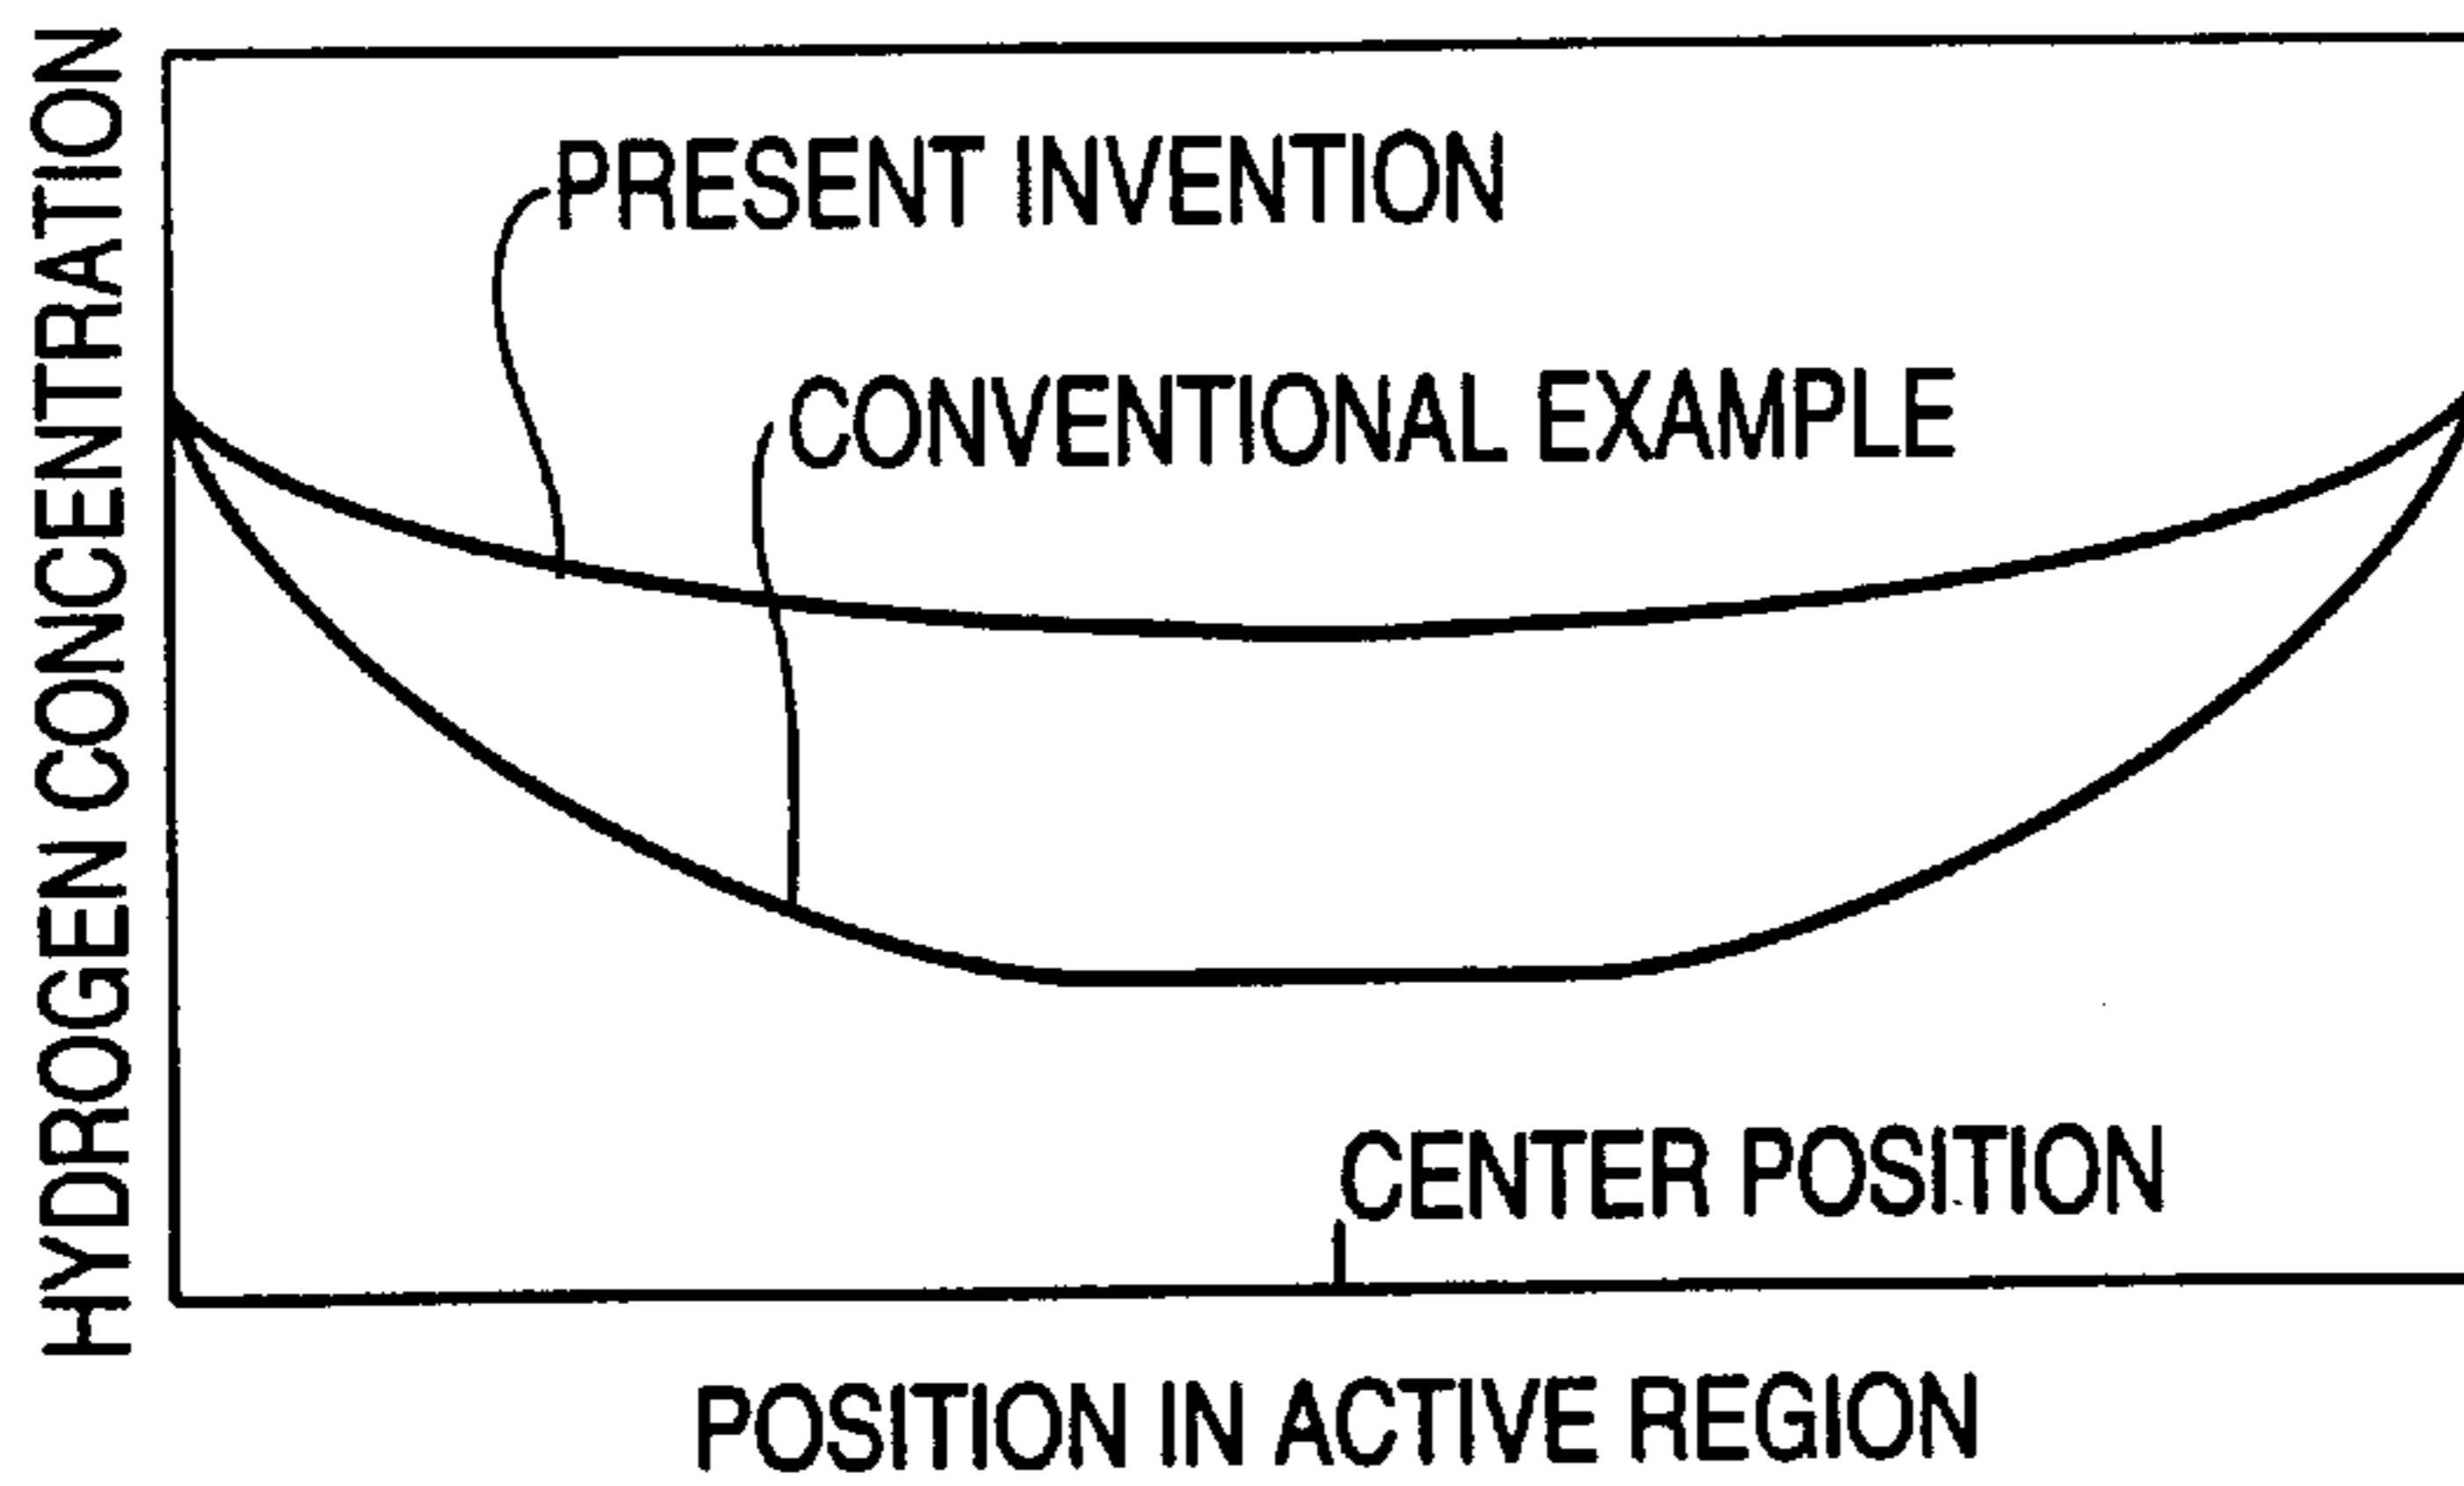 HYDROGEN CONCENTRATION
PRESENT INVENTION
CONVENTIONAL EXAMPLE
CENTER POSITION
POSITION IN ACTIVE REGION